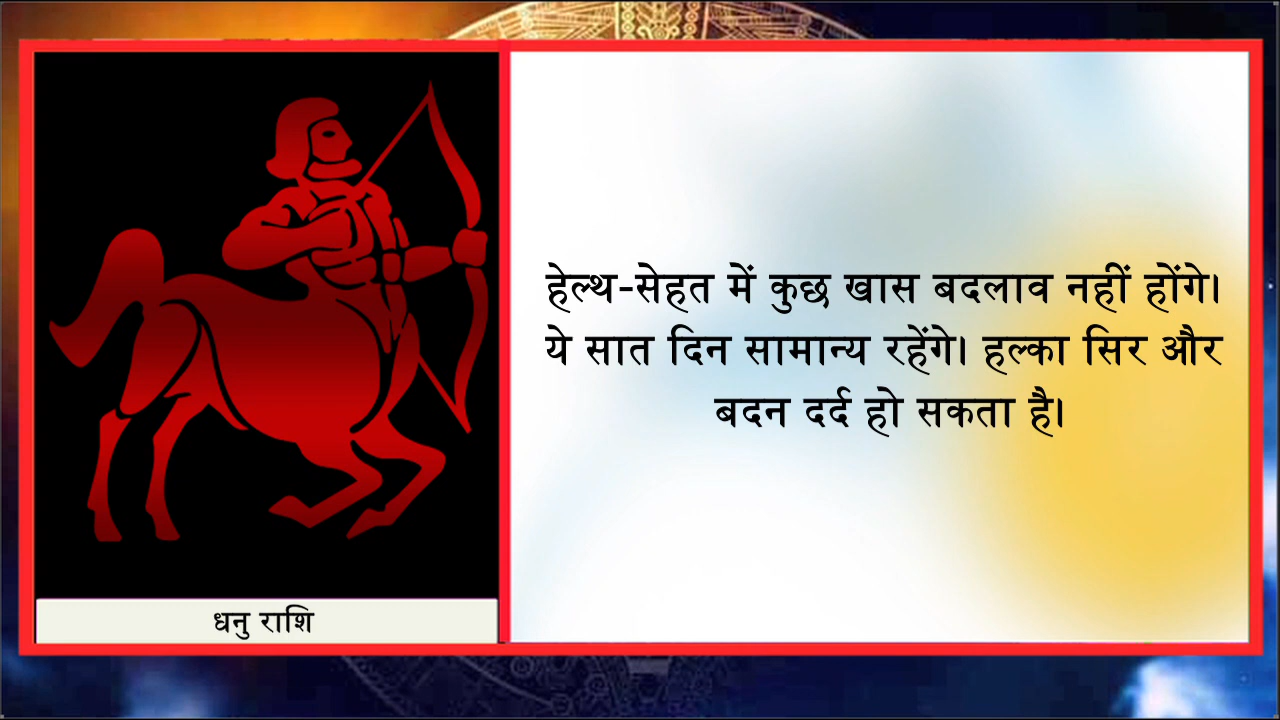 हेल्थ-सेहत में कुछ खास बदलाव नहीं होंगे।
ये सात दिन सामान्य रहेंगे। हल्का सिर और
बदन दर्द हो सकता है।
धनु राशि